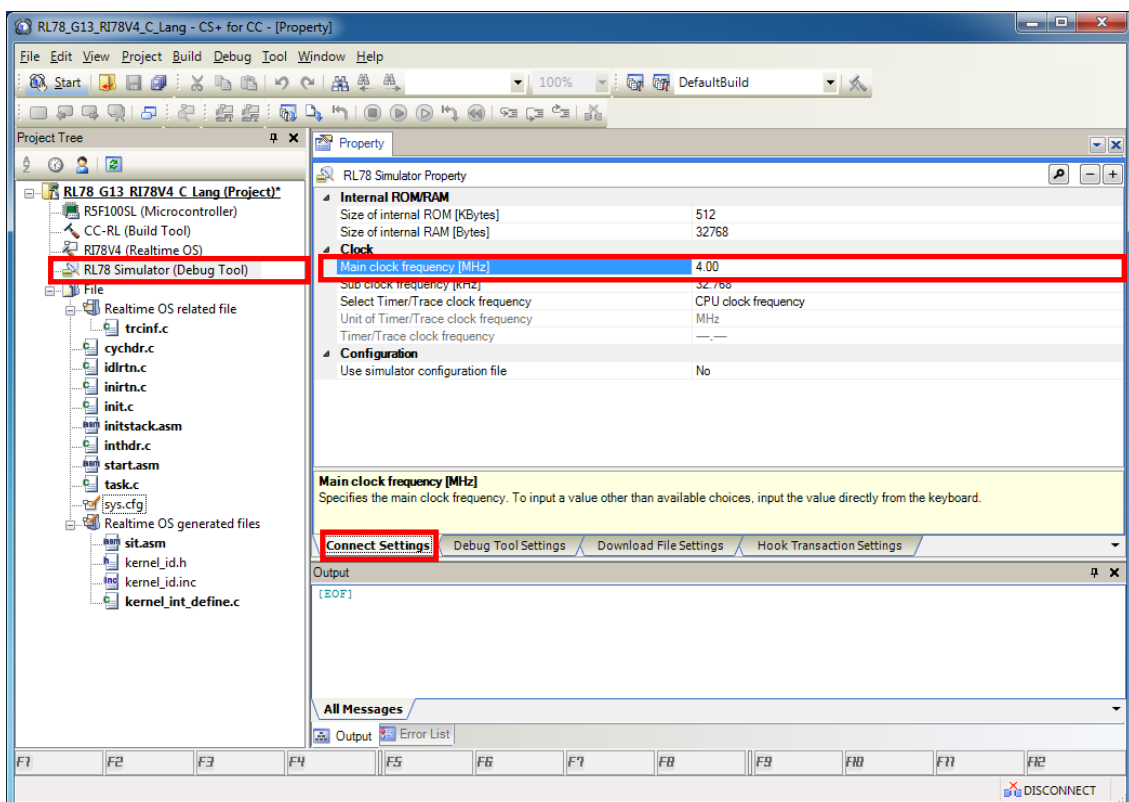 RL78_G13_RI78V4_C_Lang - CS+ for CC - [Property]
File Edit View Project Build Debug Tool Window Help
Start 100% DefaultBuild
Project Tree
Property
RL78 Simulator Property
RL78_G13_RI78V4_C_Lang (Project)*
R5F100SL (Microcontroller)
CC-RL (Build Tool)
RI78V4 (Realtime OS)
RL78 Simulator (Debug Tool)
File
Realtime OS related file
trcinf.c
cychdr.c
idlrtn.c
inirtn.c
init.c
initstack.asm
inthdr.c
start.asm
task.c
sys.cfg
Realtime OS generated files
sit.asm
kernel_id.h
kernel_id.inc
kernel_int_define.c
Internal ROM/RAM
Size of internal ROM [KBytes] 512
Size of internal RAM [Bytes] 32768
Clock
Main clock frequency [MHz] 4.00
Sub clock frequency [kHz] 32.768
Select Timer/Trace clock frequency CPU clock frequency
Unit of Timer/Trace clock frequency MHz
Timer/Trace clock frequency —.—
Configuration
Use simulator configuration file No
Main clock frequency [MHz]
Specifies the main clock frequency. To input a value other than available choices, input the value directly from the keyboard.
Connect Settings Debug Tool Settings Download File Settings Hook Transaction Settings
Output
[EOF]
All Messages
Output Error List
F1 F2 F3 F4 F5 F6 F7 F8 F9 F10 F11 F12
DISCONNECT